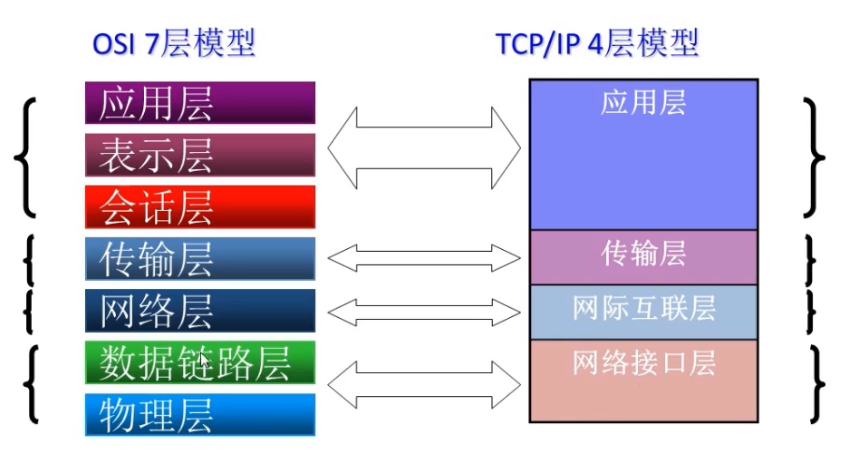 OSI 7层模型
TCP/IP 4层模型
应用层
表示层
会话层
传输层
网络层
数据链路层
物理层
应用层
传输层
网际互联层
网络接口层